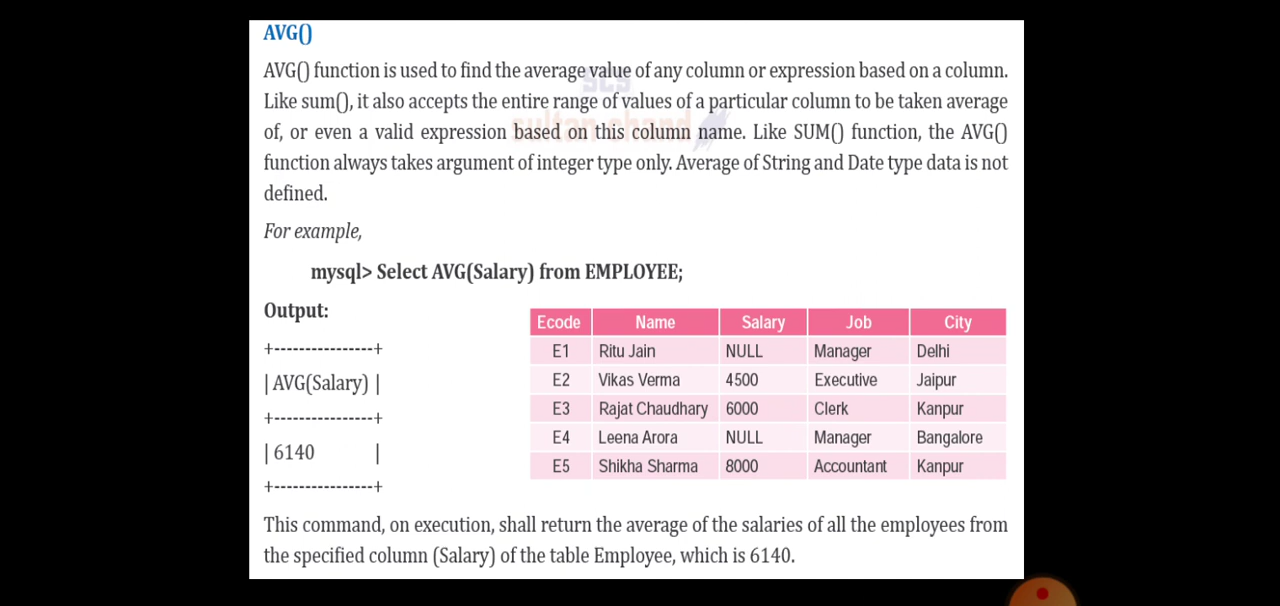 AVG()
AVG() function is used to find the average value of any column or expression based on a column.
Like sum(), it also accepts the entire range of values of a particular column to be taken average
of, or even a valid expression based on this column name. Like SUM() function, the AVG()
function always takes argument of integer type only. Average of String and Date type data is not
defined.
SCS
sultan chand
For example,
mysql> Select AVG(Salary) from EMPLOYEE;
Output:
+----------------+
| AVG(Salary) |
+----------------+
| 6140 |
+----------------+
Ecode Name Salary Job City
E1 Ritu Jain NULL Manager Delhi
E2 Vikas Verma 4500 Executive Jaipur
E3 Rajat Chaudhary 6000 Clerk Kanpur
E4 Leena Arora NULL Manager Bangalore
E5 Shikha Sharma 8000 Accountant Kanpur
This command, on execution, shall return the average of the salaries of all the employees from
the specified column (Salary) of the table Employee, which is 6140.